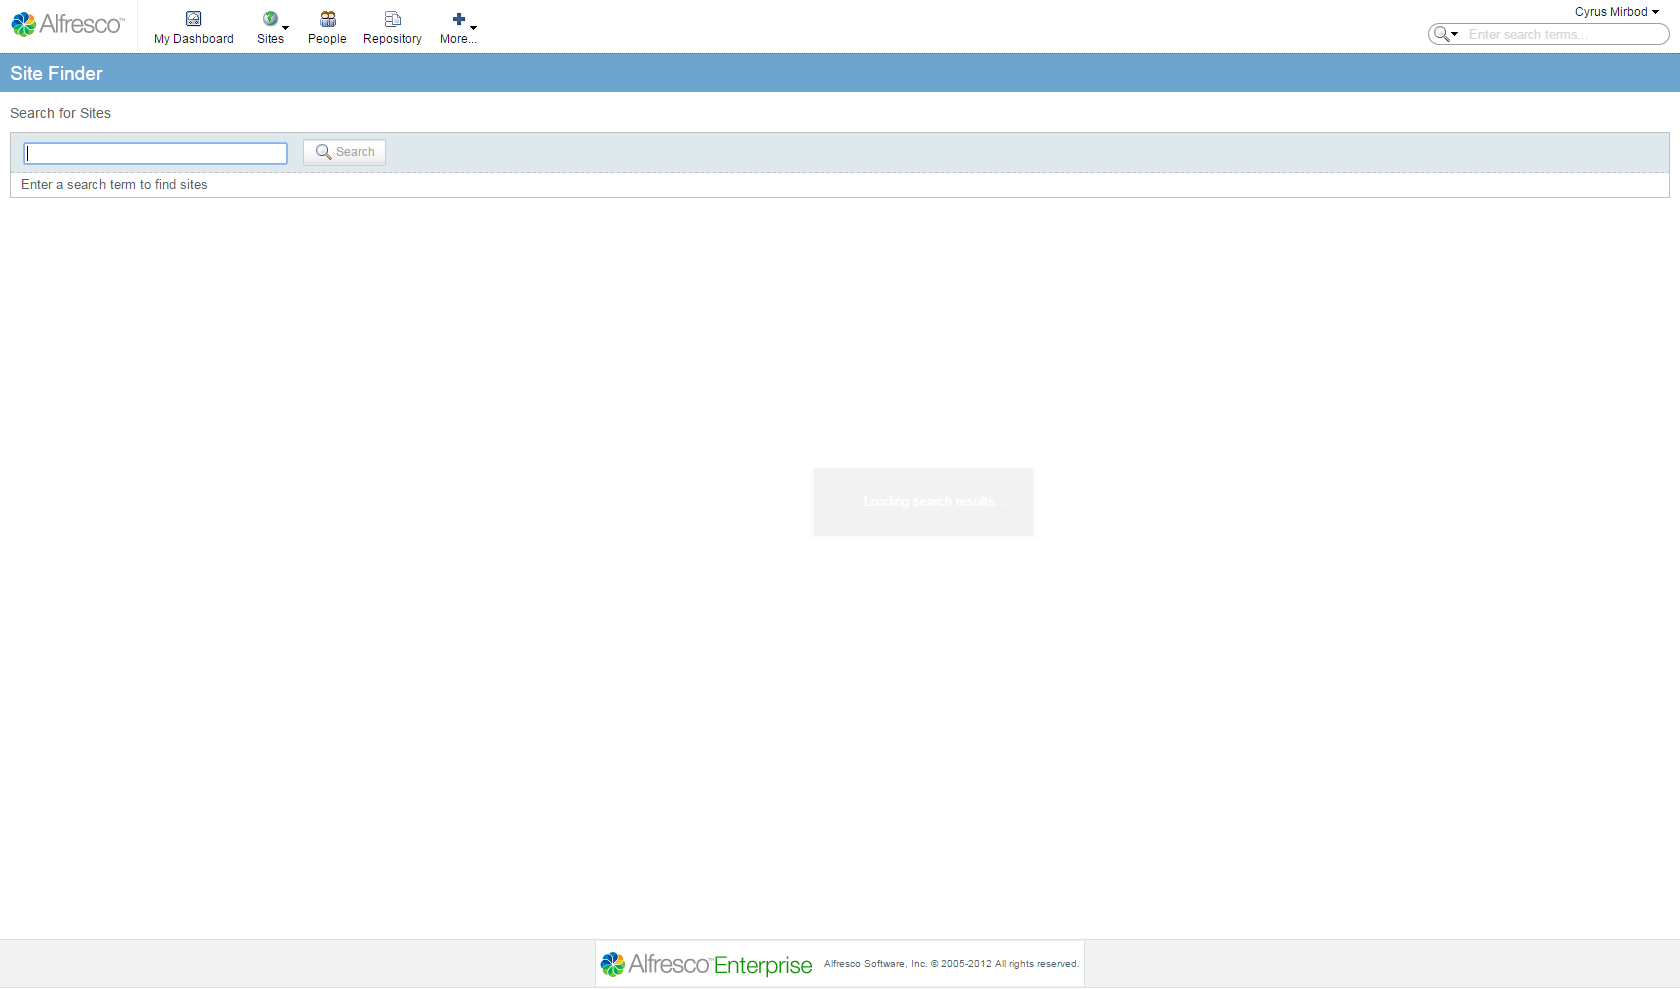 Alfresco™
My Dashboard
Sites
People
Repository
More...
Cyrus Mirbod
Enter search terms...
Site Finder
Search for Sites
Search
Enter a search term to find sites
Loading search results...
Alfresco™ Enterprise
Alfresco Software, Inc. © 2005-2012 All rights reserved.